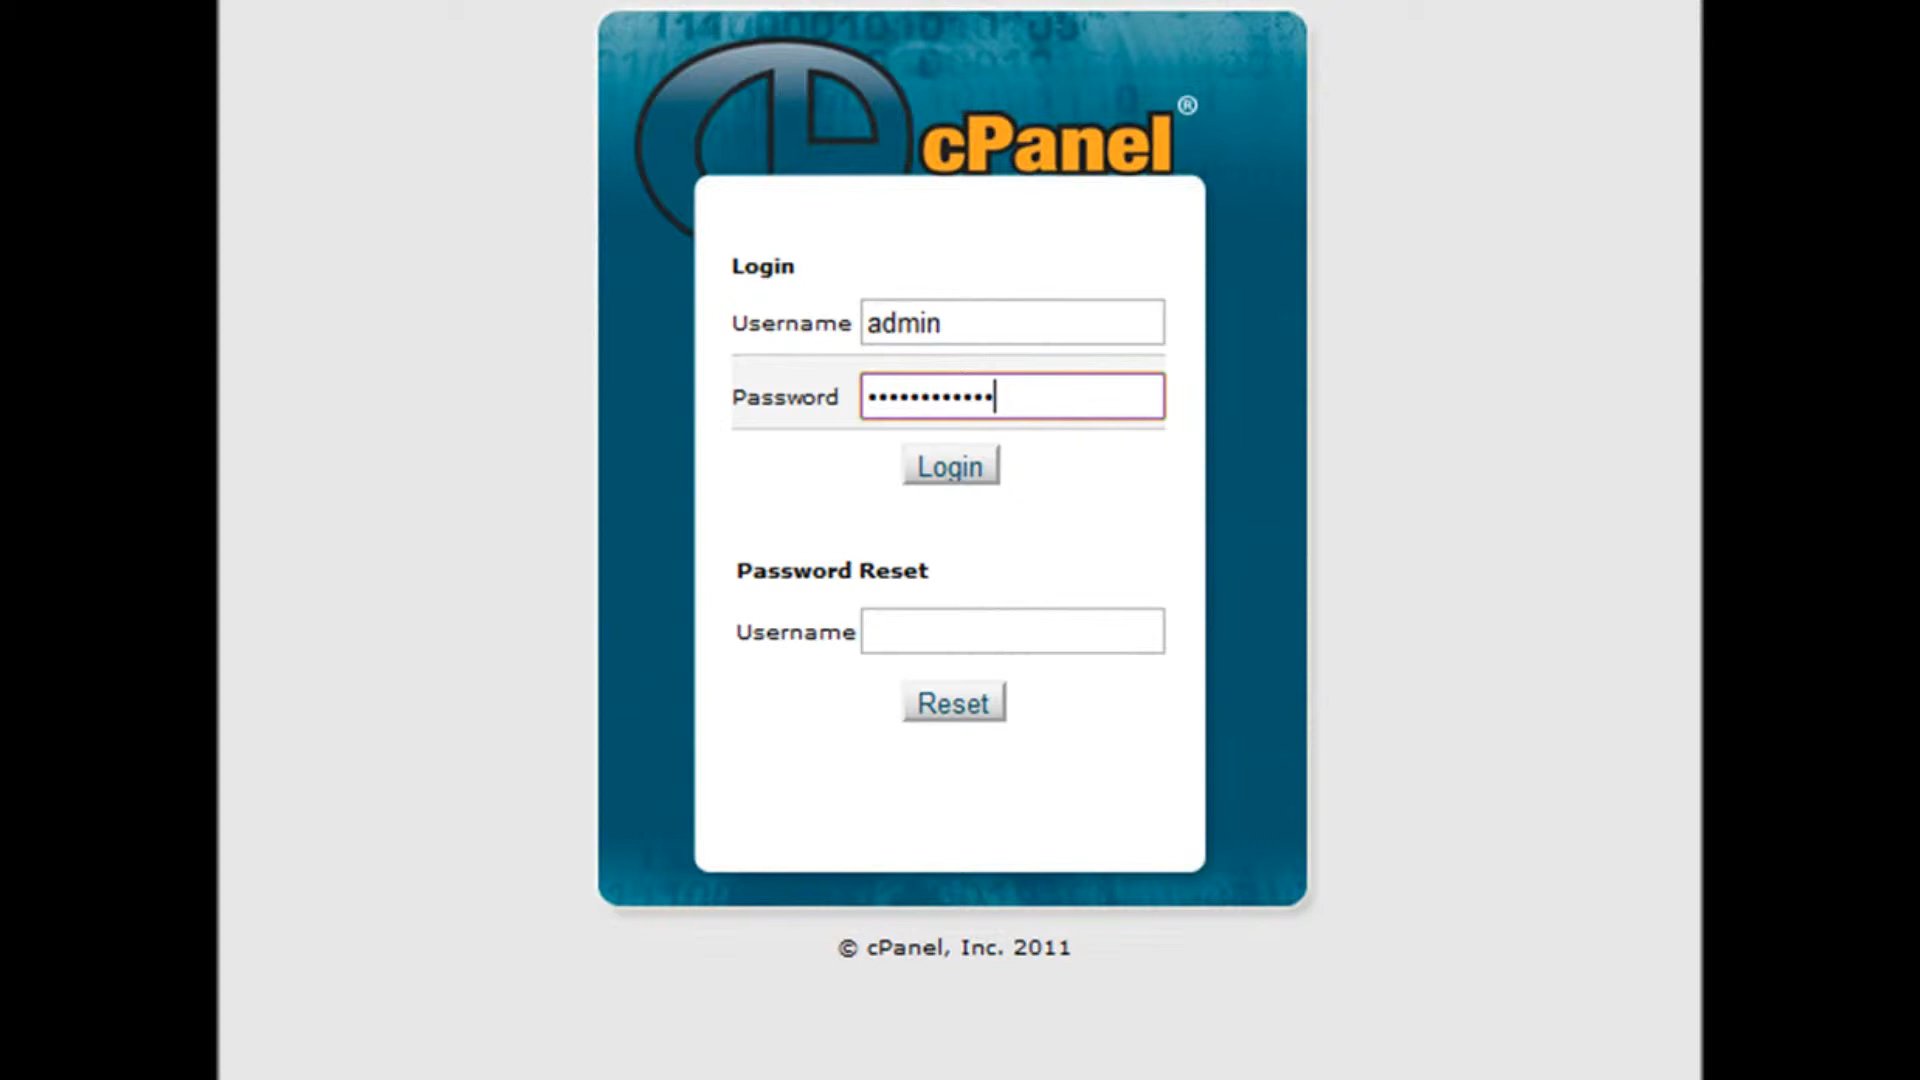 cPanel®
Login
Username admin
Password ••••••••••••
Login
Password Reset
Username
Reset
© cPanel, Inc. 2011